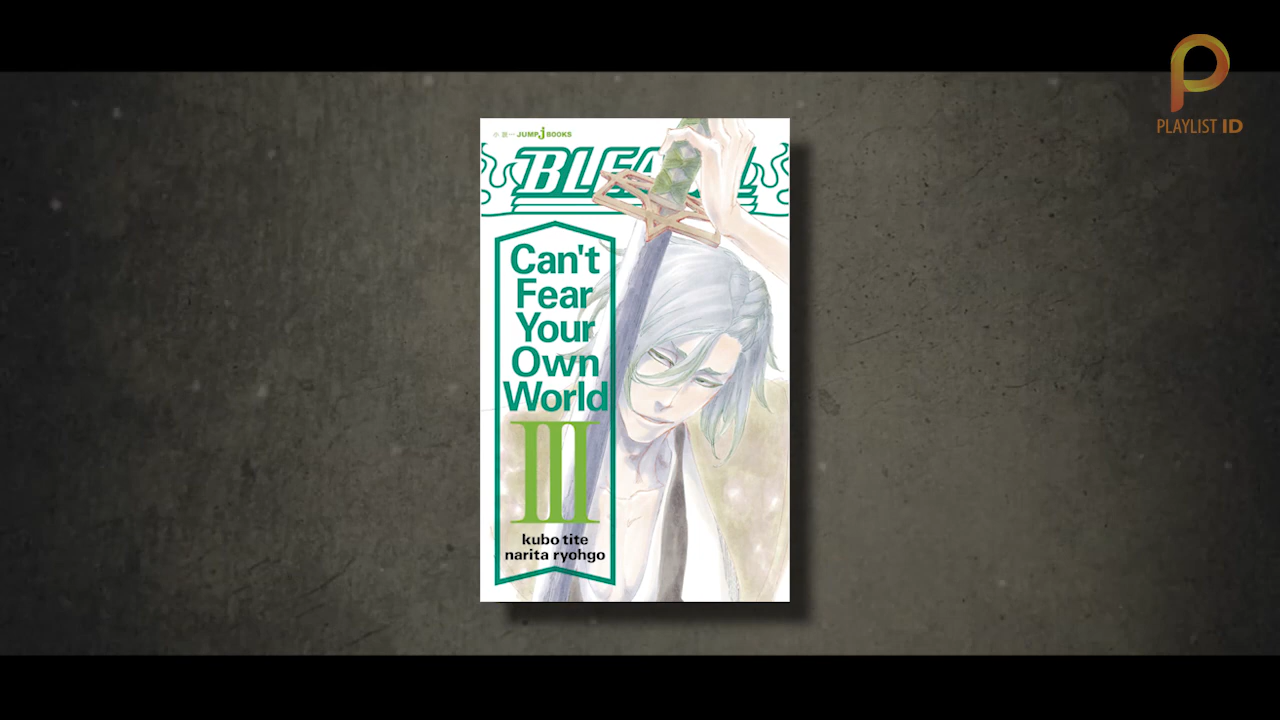 JUMP j BOOKS
BLEACH
Can't
Fear
Your
Own
World
III
kubo tite
narita ryohgo
PLAYLIST ID